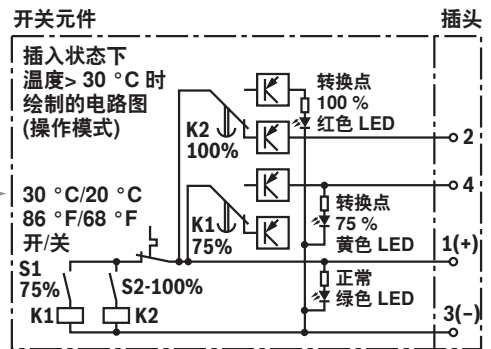 开关元件
插头
插入状态下
温度> 30 °C 时
绘制的电路图
(操作模式)
转换点
100 %
红色 LED
K2
100%
2
4
30 °C/20 °C
86 °F/68 °F
开/关
K1
75%
转换点
75 %
黄色 LED
1(+)
S1
75%
S2-100%
正常
绿色 LED
K1
K2
3(–)